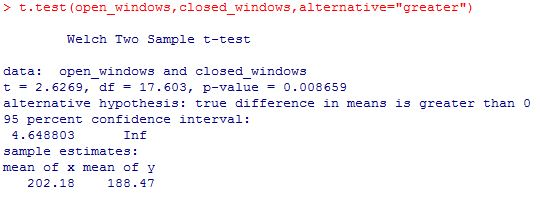 > t.test(open_windows,closed_windows,alternative="greater")
Welch Two Sample t-test
data:  open_windows and closed_windows
t = 2.6269, df = 17.603, p-value = 0.008659
alternative hypothesis: true difference in means is greater than 0
95 percent confidence interval:
4.648803      Inf
sample estimates:
mean of x mean of y
202.18    188.47